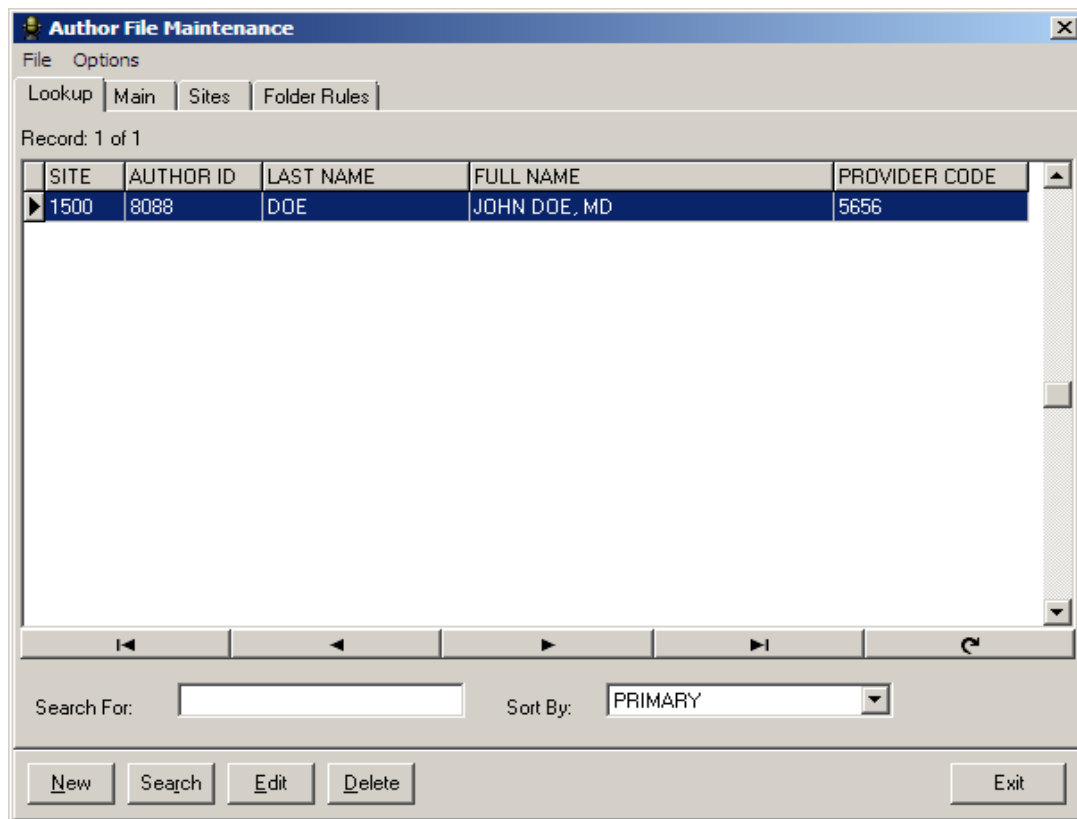 Author File Maintenance
File Options
Lookup Main Sites Folder Rules
Record: 1 of 1
SITE AUTHOR ID LAST NAME FULL NAME PROVIDER CODE
1500 8088 DOE JOHN DOE, MD 5656
Search For: Sort By: PRIMARY
New Search Edit Delete Exit